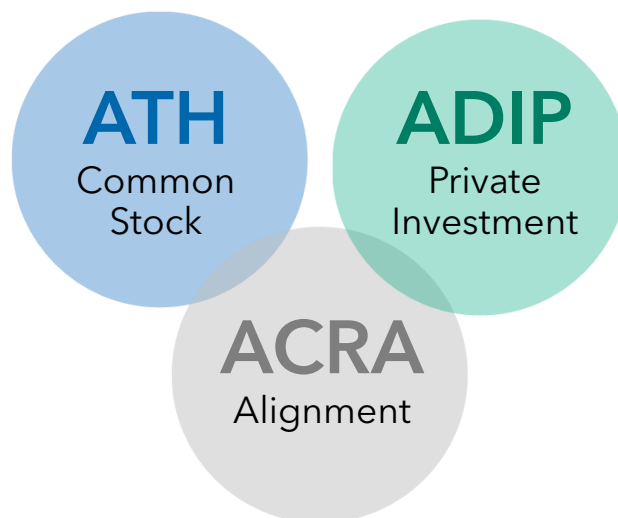 ATH
Common
Stock
ADIP
Private
Investment
ACRA
Alignment